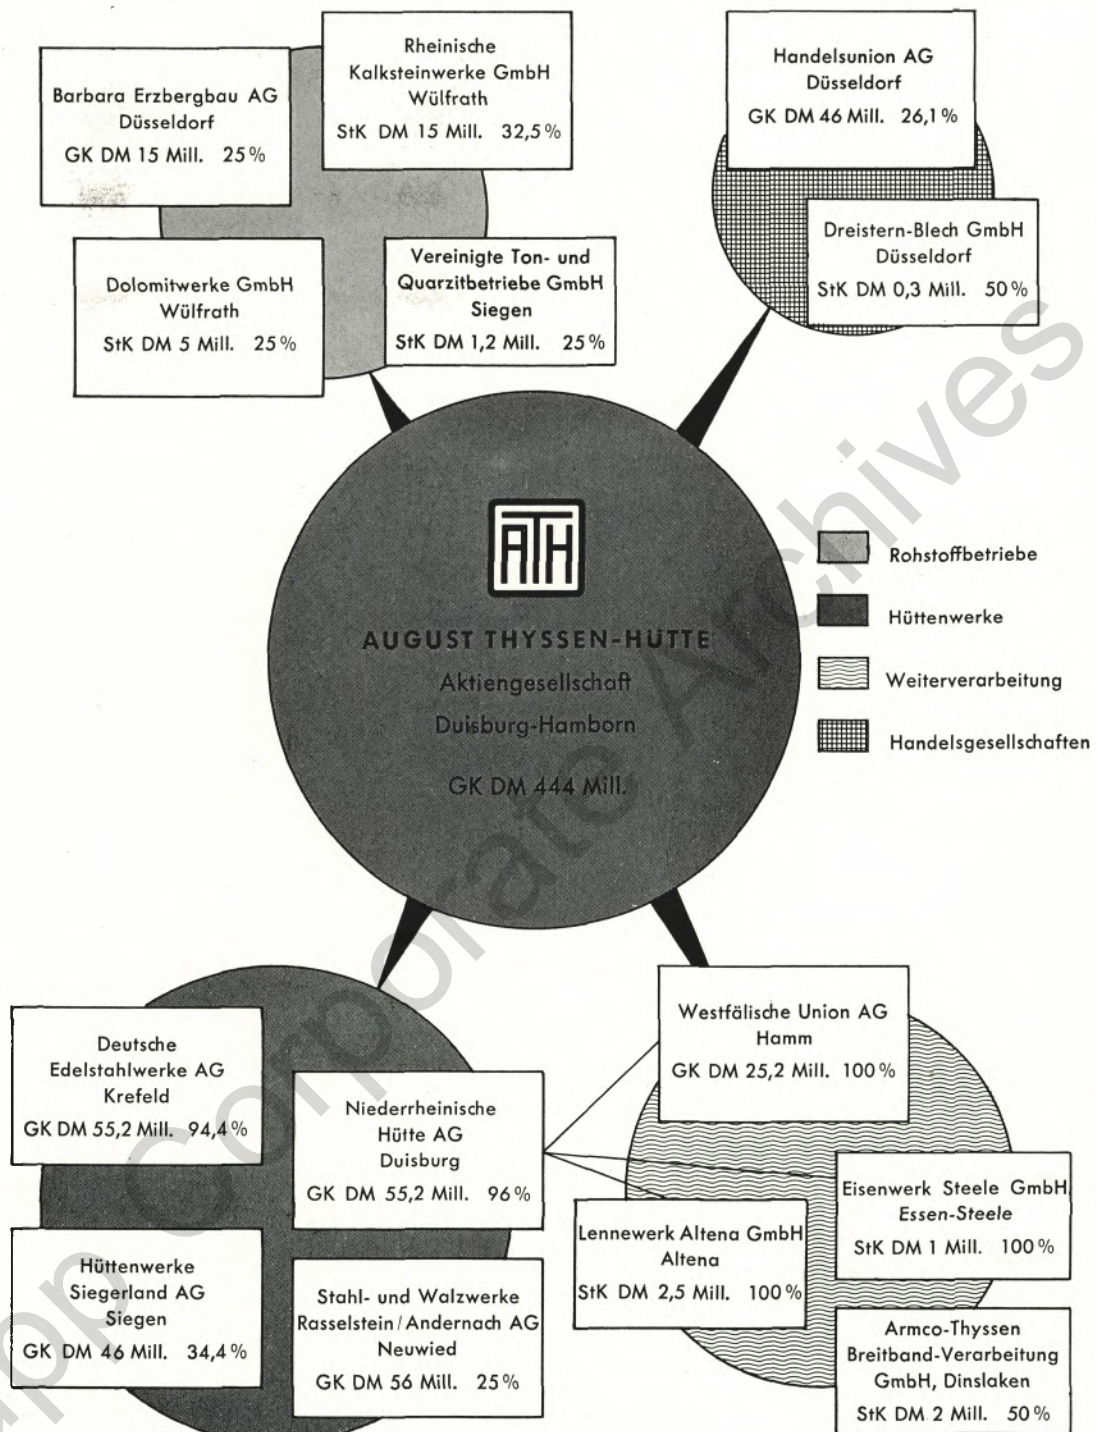 Barbara Erzbergbau AG
Düsseldorf
GK DM 15 Mill. 25%
Rheinische
Kalksteinwerke GmbH
Wülfrath
StK DM 15 Mill. 32,5%
Dolomitwerke GmbH
Wülfrath
StK DM 5 Mill. 25%
Vereinigte Ton- und
Quarzitbetriebe GmbH
Siegen
StK DM 1,2 Mill. 25%
Handelsunion AG
Düsseldorf
GK DM 46 Mill. 26,1%
Dreistern-Blech GmbH
Düsseldorf
StK DM 0,3 Mill. 50%
ATH
AUGUST THYSSEN-HÜTTE
Aktiengesellschaft
Duisburg-Hamborn
GK DM 444 Mill.
Rohstoffbetriebe
Hüttenwerke
Weiterverarbeitung
Handelsgesellschaften
Deutsche
Edelstahlwerke AG
Krefeld
GK DM 55,2 Mill. 94,4%
Niederrheinische
Hütte AG
Duisburg
GK DM 55,2 Mill. 96%
Hüttenwerke
Siegerland AG
Siegen
GK DM 46 Mill. 34,4%
Stahl- und Walzwerke
Rasselstein/Andernach AG
Neuwied
GK DM 56 Mill. 25%
Westfälische Union AG
Hamm
GK DM 25,2 Mill. 100%
Lennewerk Altena GmbH
Altena
StK DM 2,5 Mill. 100%
Eisenwerk Steele GmbH
Essen-Steele
StK DM 1 Mill. 100%
Armco-Thyssen
Breitband-Verarbeitung
GmbH, Dinslaken
StK DM 2 Mill. 50%
pp Corporate Archives